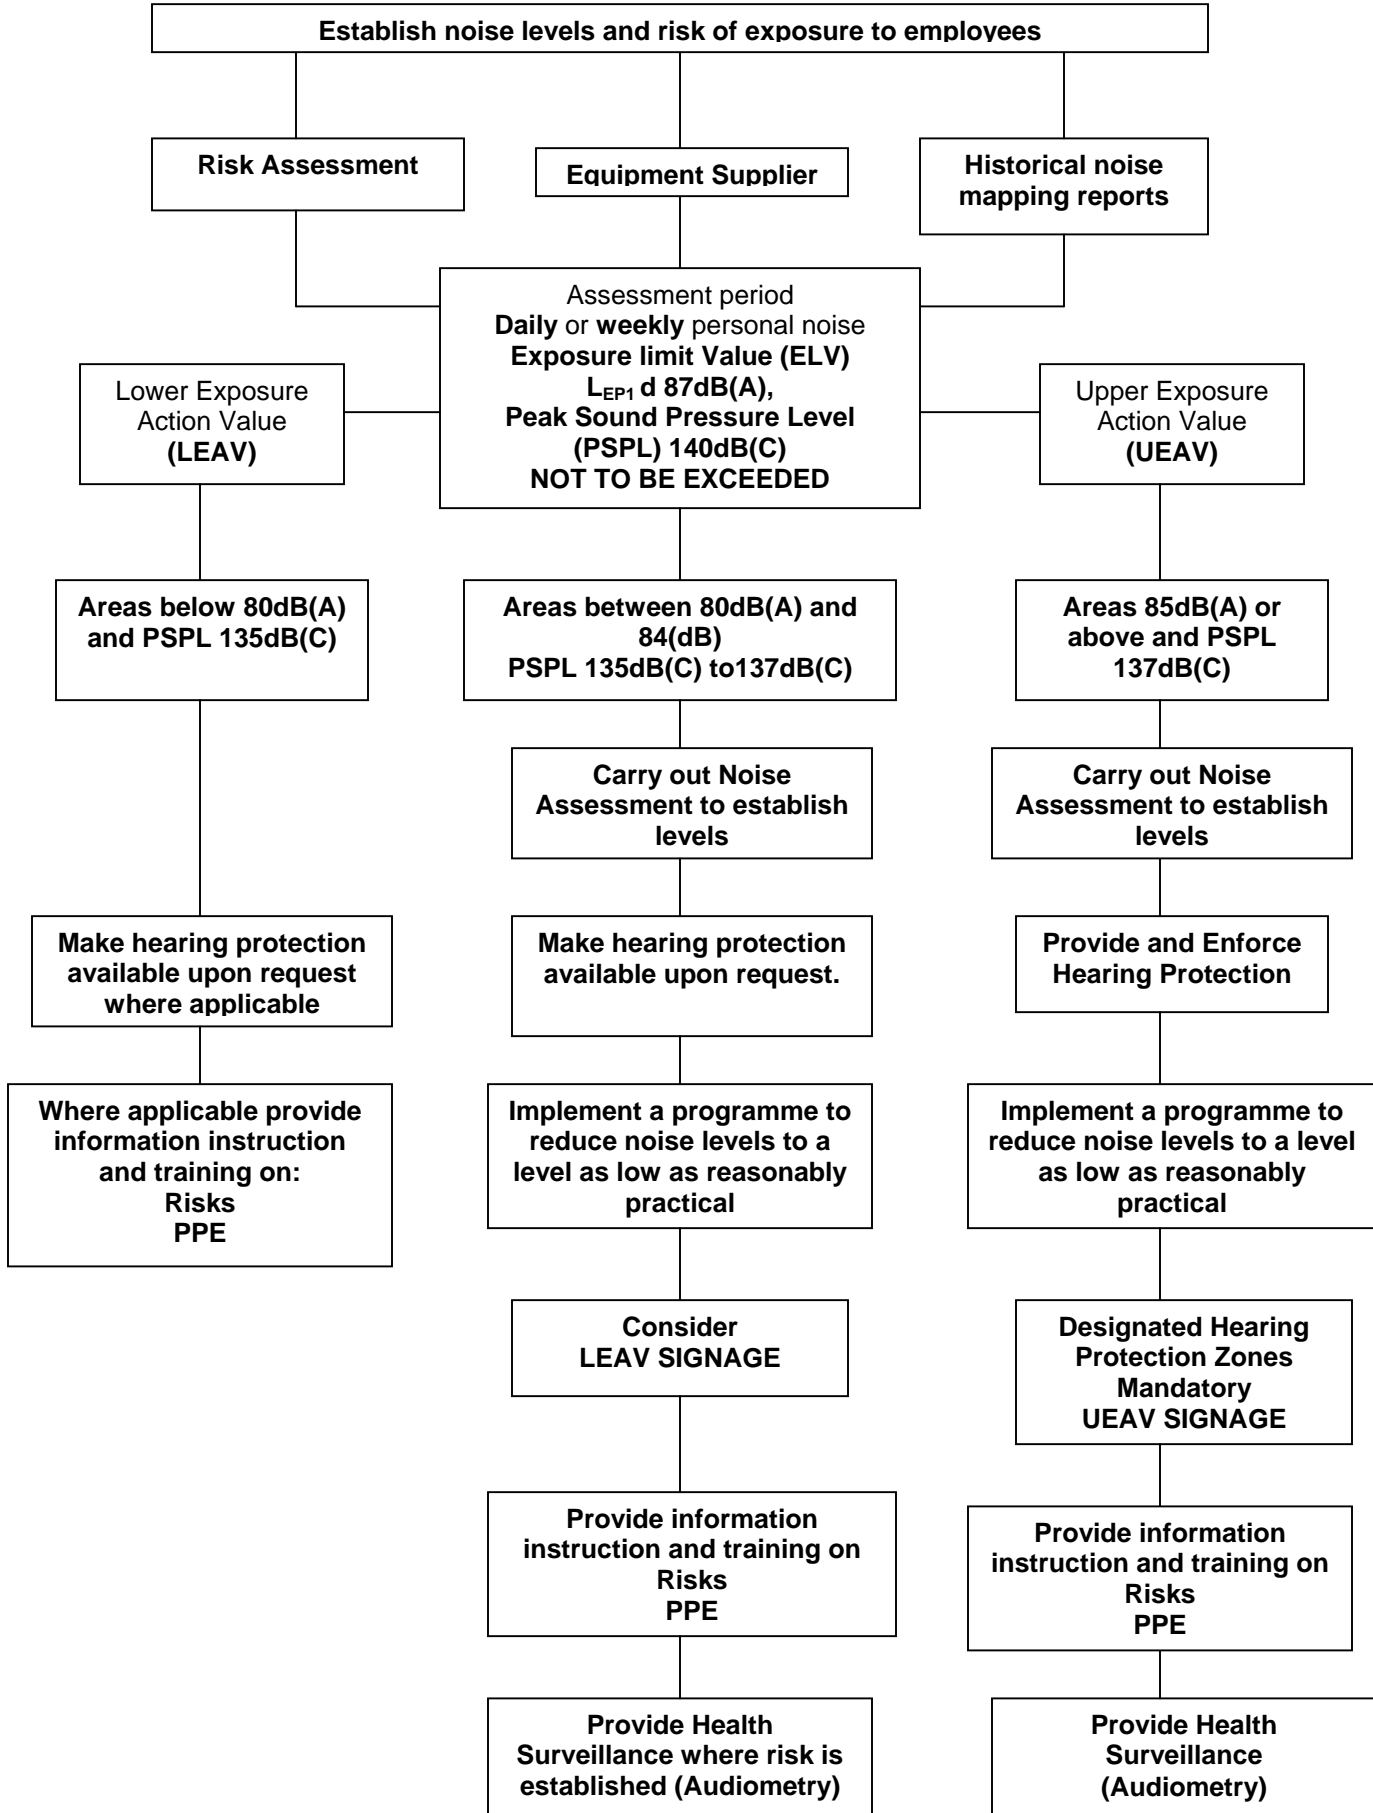 Establish noise levels and risk of exposure to employees
Risk Assessment
Equipment Supplier
Historical noise
mapping reports
Assessment period
Daily or weekly personal noise
Exposure limit Value (ELV)
LEP1 d 87dB(A),
Peak Sound Pressure Level
(PSPL) 140dB(C)
NOT TO BE EXCEEDED
Lower Exposure
Action Value
(LEAV)
Upper Exposure
Action Value
(UEAV)
Areas below 80dB(A)
and PSPL 135dB(C)
Areas between 80dB(A) and
84(dB)
PSPL 135dB(C) to137dB(C)
Areas 85dB(A) or
above and PSPL
137dB(C)
Carry out Noise
Assessment to establish
levels
Carry out Noise
Assessment to establish
levels
Make hearing protection
available upon request
where applicable
Make hearing protection
available upon request.
Provide and Enforce
Hearing Protection
Where applicable provide
information instruction
and training on:
Risks
PPE
Implement a programme to
reduce noise levels to a
level as low as reasonably
practical
Implement a programme to
reduce noise levels to a level
as low as reasonably
practical
Consider
LEAV SIGNAGE
Designated Hearing
Protection Zones
Mandatory
UEAV SIGNAGE
Provide information
instruction and training on
Risks
PPE
Provide information
instruction and training on
Risks
PPE
Provide Health
Surveillance where risk is
established (Audiometry)
Provide Health
Surveillance
(Audiometry)